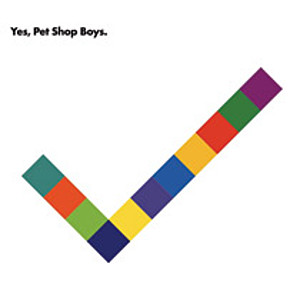 Yes, Pet Shop Boys.